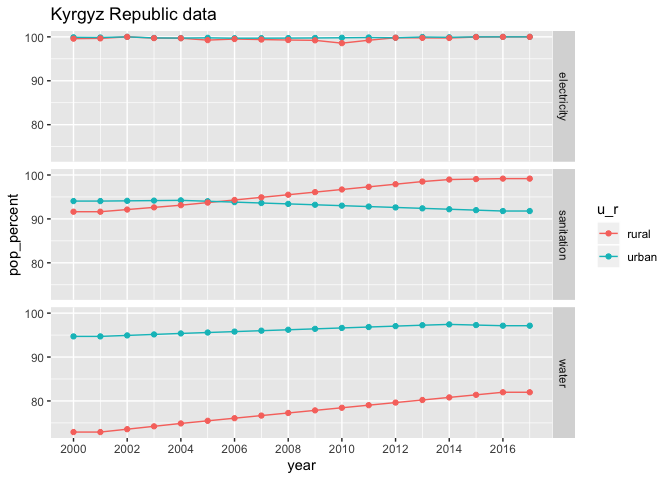 Kyrgyz Republic data
pop_percent
100
90
80
electricity
100
90
80
sanitation
100
90
80
water
2000 2002 2004 2006 2008 2010 2012 2014 2016
year
u_r
rural
urban